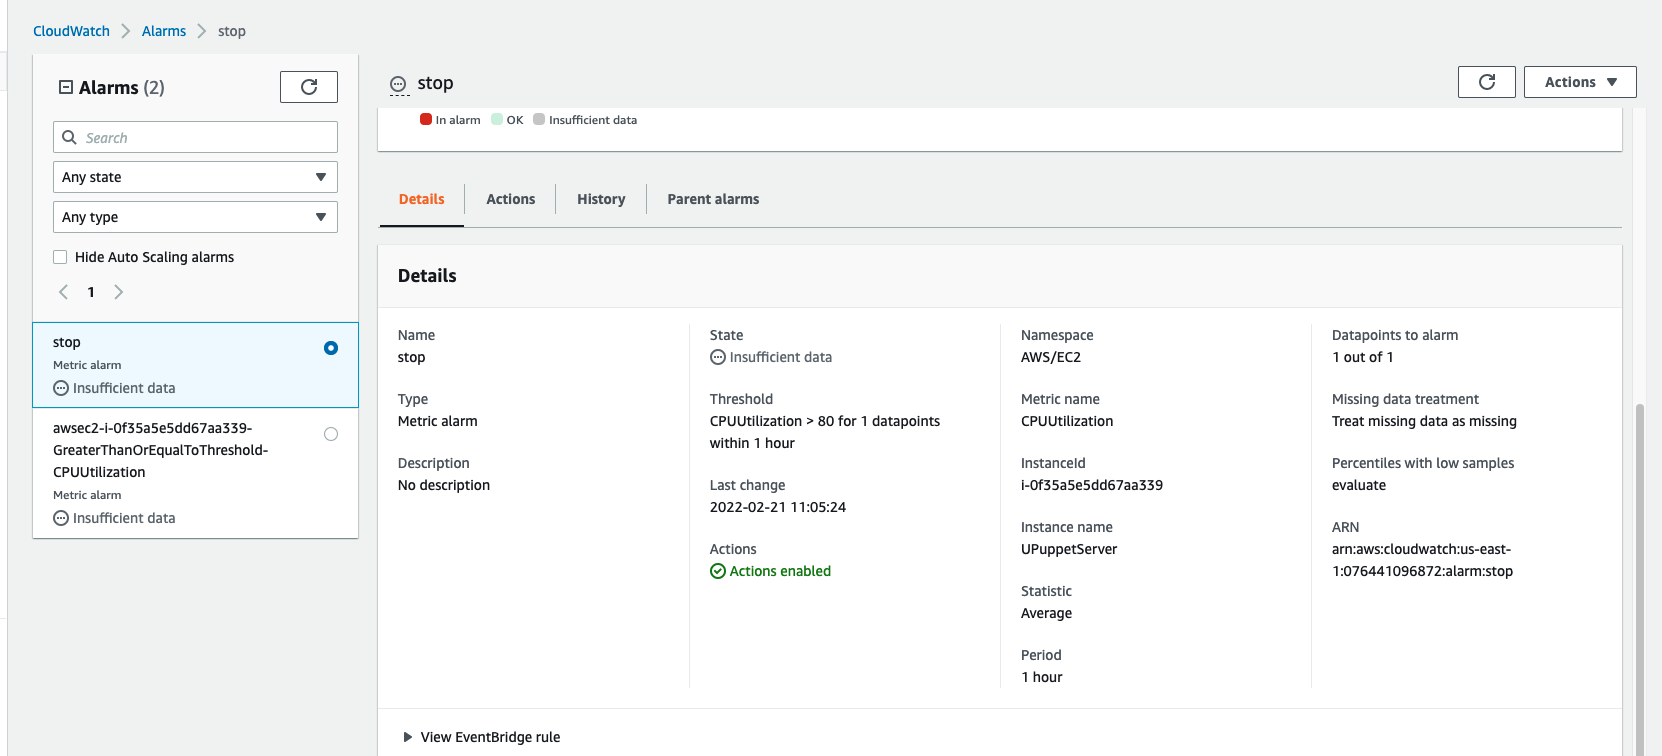 CloudWatch > Alarms > stop
Alarms (2)
Search
Any state
Any type
Hide Auto Scaling alarms
1
stop
Metric alarm
Insufficient data
awsec2-i-0f35a5e5dd67aa339-
GreaterThanOrEqualToThreshold-
CPUUtilization
Metric alarm
Insufficient data
stop
Actions
In alarm OK Insufficient data
Details Actions History Parent alarms
Details
Name
stop
Type
Metric alarm
Description
No description
State
Insufficient data
Threshold
CPUUtilization > 80 for 1 datapoints
within 1 hour
Last change
2022-02-21 11:05:24
Actions
Actions enabled
Namespace
AWS/EC2
Metric name
CPUUtilization
InstanceId
i-0f35a5e5dd67aa339
Instance name
UPuppetServer
Statistic
Average
Period
1 hour
Datapoints to alarm
1 out of 1
Missing data treatment
Treat missing data as missing
Percentiles with low samples
evaluate
ARN
arn:aws:cloudwatch:us-east-
1:076441096872:alarm:stop
View EventBridge rule